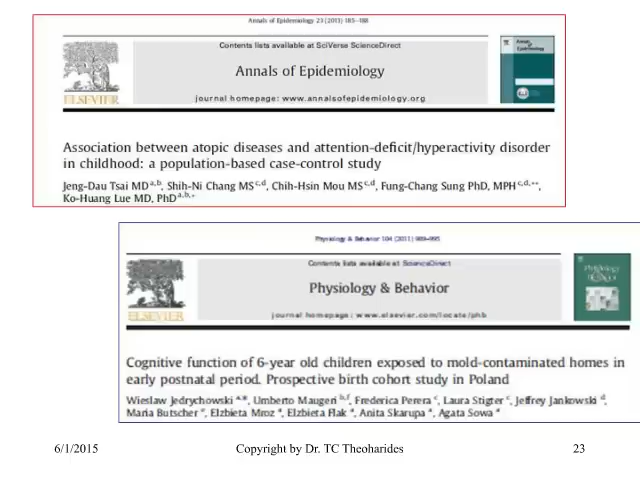 Annals of Epidemiology 23 (2013) 185–188
Contents lists available at SciVerse ScienceDirect
Annals of Epidemiology
journal homepage: www.annalsofepidemiology.org
ELSEVIER
Annals of Epidemiology
Association between atopic diseases and attention-deficit/hyperactivity disorder
in childhood: a population-based case-control study
Jeng-Dau Tsai MD a,b, Shih-Ni Chang MS c,d, Chih-Hsin Mou MS c,d, Fung-Chang Sung PhD, MPH c,d,**,
Ko-Huang Lue MD, PhD a,b,*
Physiology & Behavior 104 (2011) 989–995
Contents lists available at ScienceDirect
Physiology & Behavior
journal homepage: www.elsevier.com/locate/phb
ELSEVIER
Physiology & Behavior
Cognitive function of 6-year old children exposed to mold-contaminated homes in
early postnatal period. Prospective birth cohort study in Poland
Wieslaw Jedrychowski a,*, Umberto Maugeri b,f, Frederica Perera c, Laura Stigter c, Jeffrey Jankowski d,
Maria Butscher e, Elzbieta Mroz a, Elzbieta Flak a, Anita Skarupa a, Agata Sowa a
6/1/2015
Copyright by Dr. TC Theoharides
23